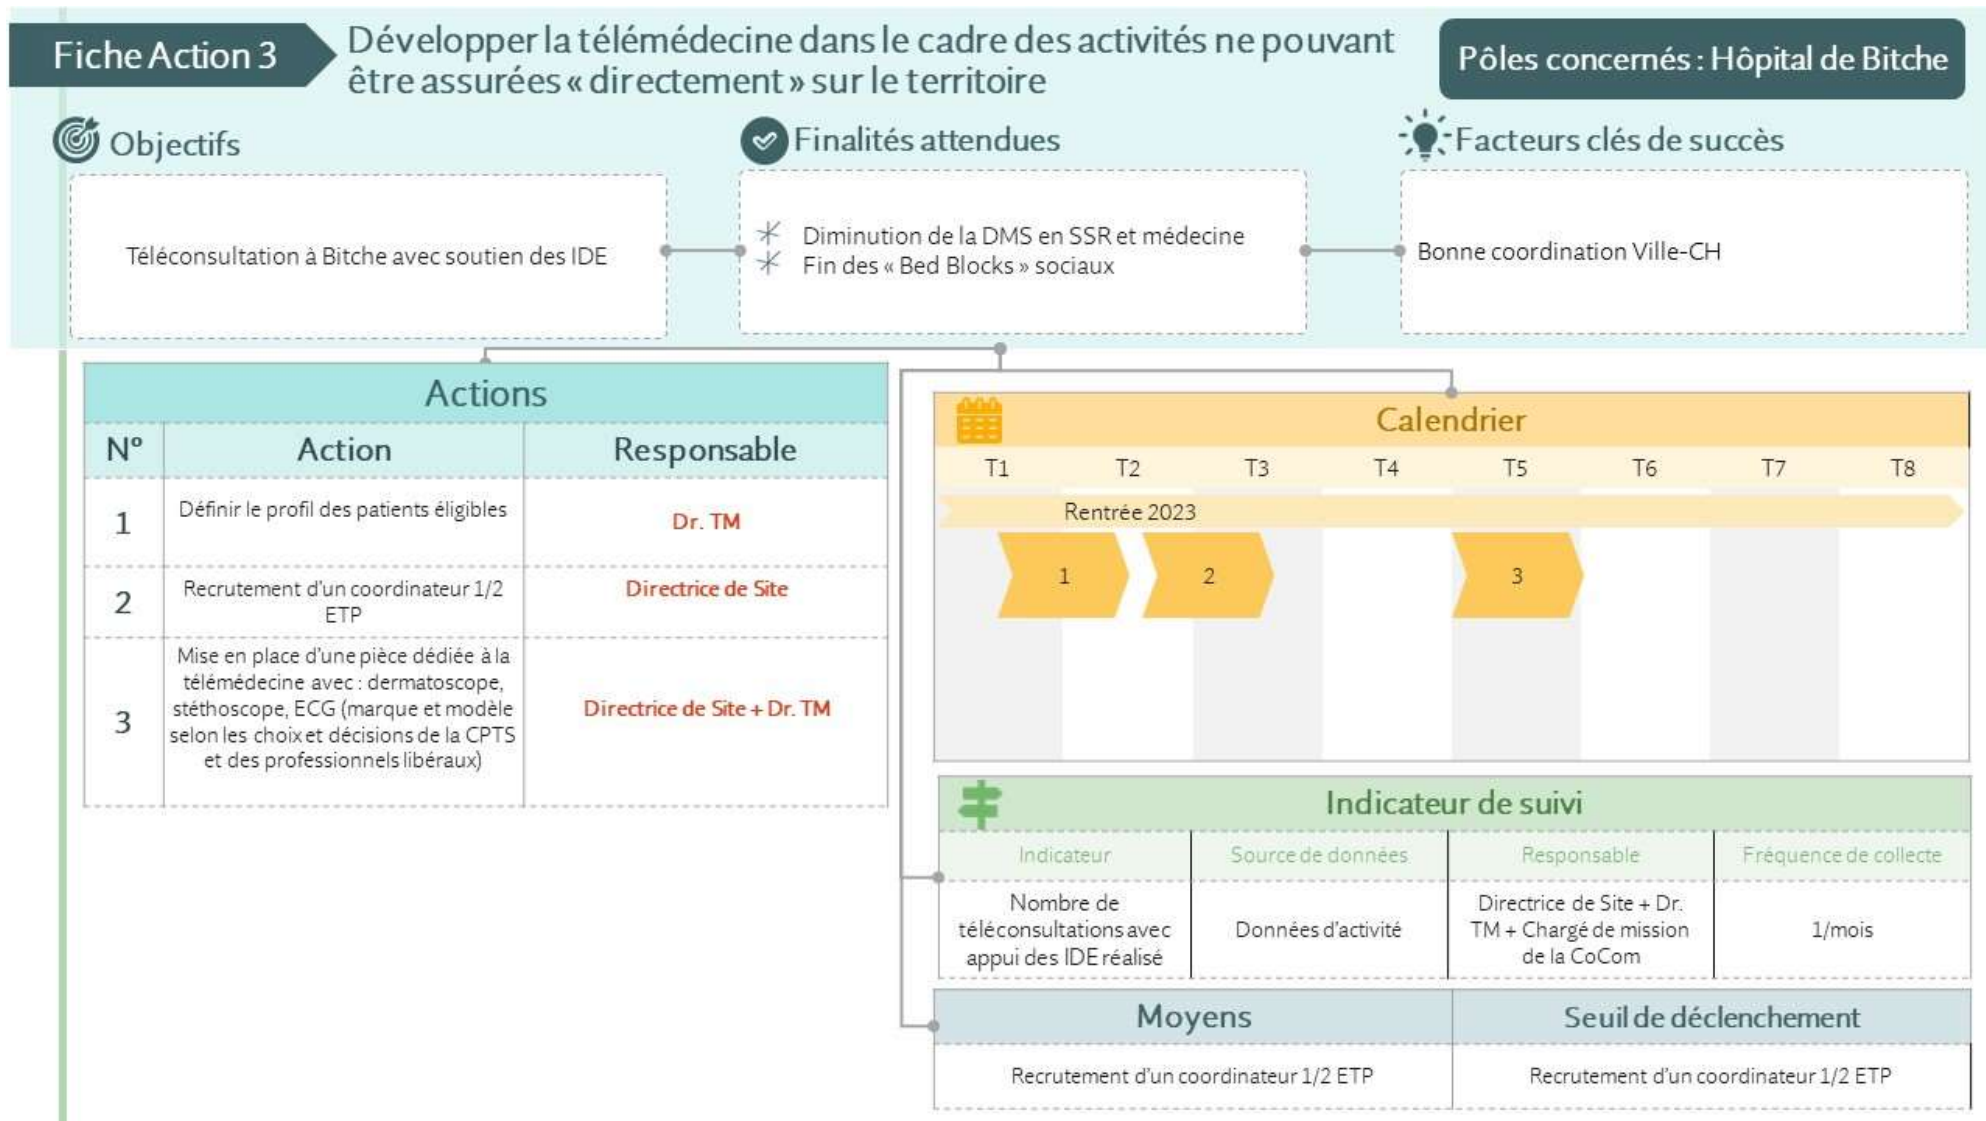 Fiche Action 3
Développer la télémédecine dans le cadre des activités ne pouvant
être assurées « directement » sur le territoire
Pôles concernés : Hôpital de Bitche
Objectifs
Téléconsultation à Bitche avec soutien des IDE
Finalités attendues
Diminution de la DMS en SSR et médecine
Fin des « Bed Blocks » sociaux
Facteurs clés de succès
Bonne coordination Ville-CH
Actions
N° Action Responsable
1
Définir le profil des patients éligibles
Dr. TM
2
Recrutement d'un coordinateur 1/2
ETP
Directrice de Site
3
Mise en place d'une pièce dédiée à la
télémédecine avec : dermatoscope,
stéthoscope, ECG (marque et modèle
selon les choix et décisions de la CPTS
et des professionnels libéraux)
Directrice de Site + Dr. TM
Calendrier
T1 T2 T3 T4 T5 T6 T7 T8
Rentrée 2023
1 2 3
Indicateur de suivi
Indicateur Source de données Responsable Fréquence de collecte
Nombre de
téléconsultations avec
appui des IDE réalisé
Données d'activité
Directrice de Site + Dr.
TM + Chargé de mission
de la CoCom
1/mois
Moyens Seuil de déclenchement
Recrutement d'un coordinateur 1/2 ETP Recrutement d'un coordinateur 1/2 ETP